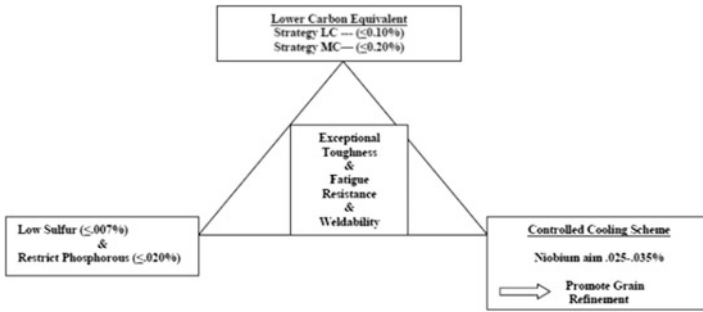 Lower Carbon Equivalent
Strategy LC --- (≤0.10%)
Strategy MC--- (≤0.20%)
Exceptional
Toughness
&
Fatigue
Resistance
&
Weldability
Low Sulfur (≤.007%)
&
Restrict Phosphorous (≤.020%)
Controlled Cooling Scheme
Niobium aim .025-.035%
Promote Grain
Refinement